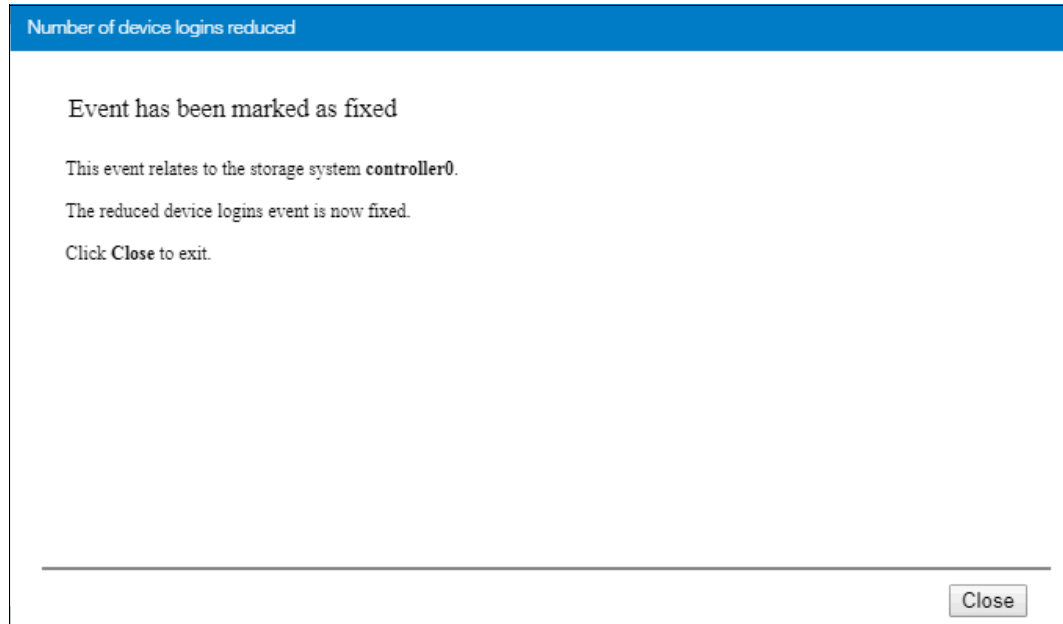 Number of device logins reduced
Event has been marked as fixed
This event relates to the storage system controller0.
The reduced device logins event is now fixed.
Click Close to exit.
Close